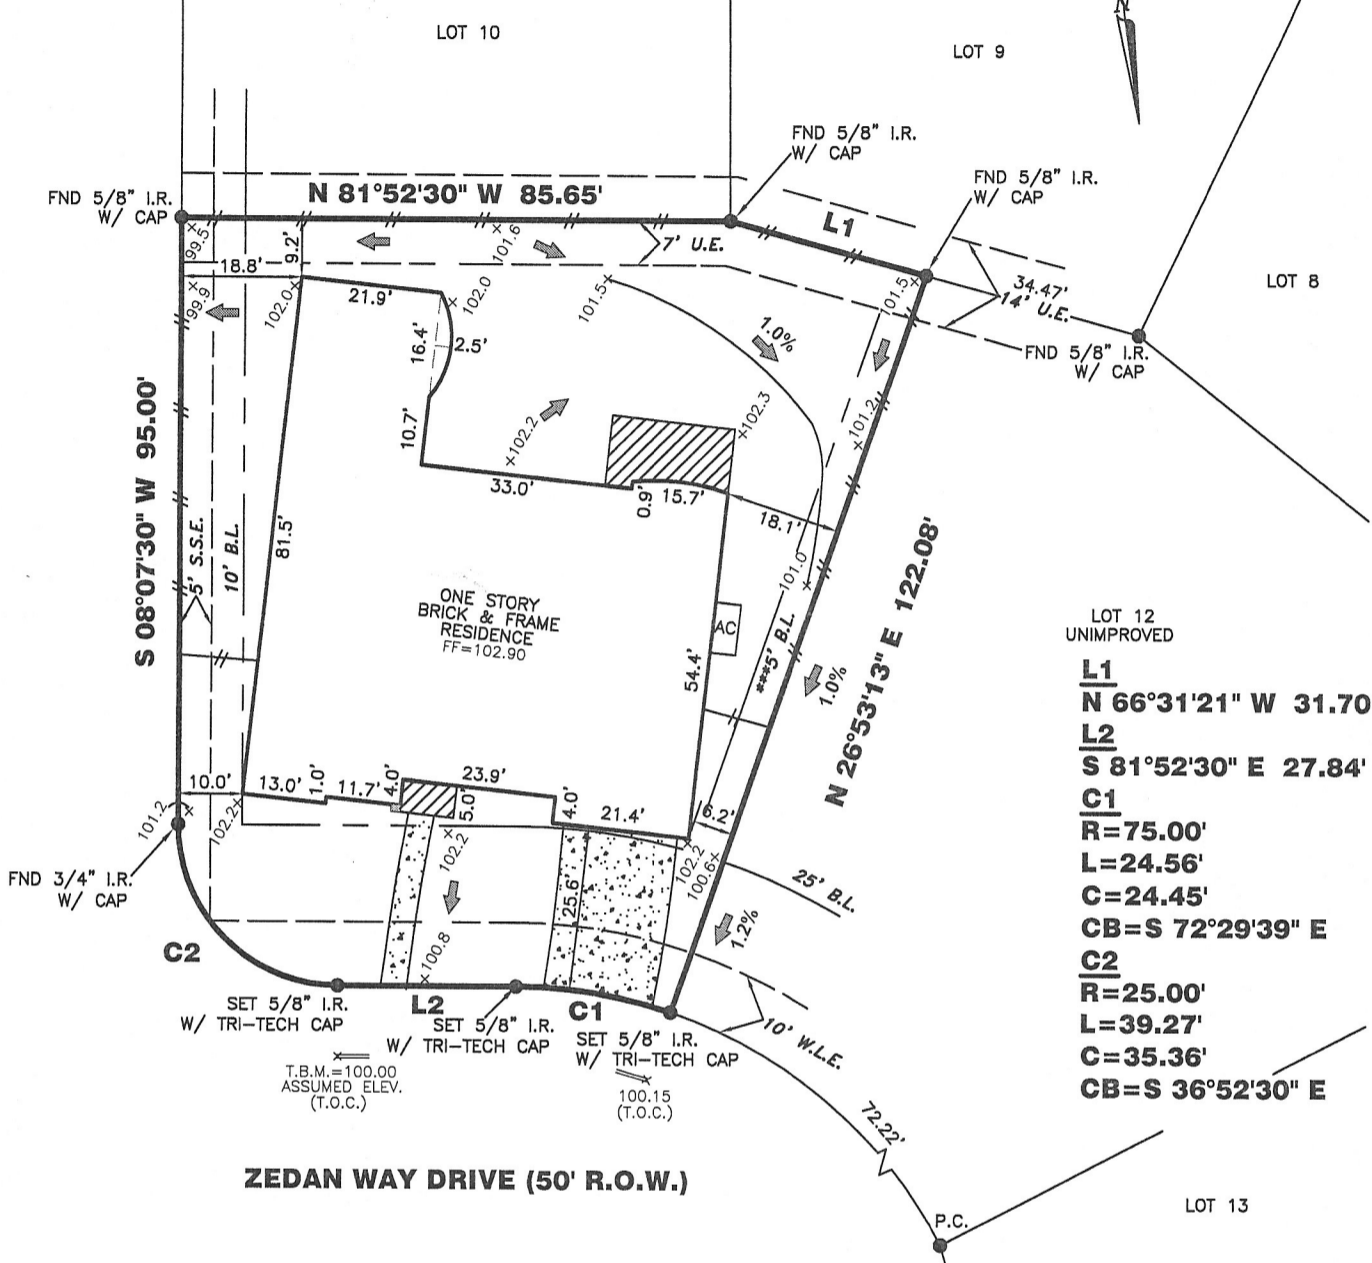 N
LOT 10
LOT 9
FND 5/8" I.R.
W/ CAP
FND 5/8" I.R.
W/ CAP
FND 5/8" I.R.
W/ CAP
N 81°52'30" W 85.65'
L1
99.5
9.2'
101.6
7' U.E.
18.8'
99.9
102.0
21.9'
102.0
101.5
1.0%
101.5
34.47'
14' U.E.
LOT 8
FND 5/8" I.R.
W/ CAP
16.4'
2.5'
10.7'
102.2
102.3
101.2
33.0'
0.9'
15.7'
18.1'
S 08°07'30" W 95.00'
5' S.S.E.
10' B.L.
81.5'
101.0
N 26°53'13" E 122.08'
ONE STORY
BRICK & FRAME
RESIDENCE
FF=102.90
AC
54.4'
***5' B.L.
1.0%
LOT 12
UNIMPROVED
L1
N 66°31'21" W 31.70
L2
S 81°52'30" E 27.84'
C1
R=75.00'
L=24.56'
C=24.45'
CB=S 72°29'39" E
C2
R=25.00'
L=39.27'
C=35.36'
CB=S 36°52'30" E
10.0'
13.0'
1.0'
11.7'
4.0'
23.9'
5.0'
4.0'
21.4'
6.2'
101.2
102.2
102.2
102.2
100.6
25' B.L.
FND 3/4" I.R.
W/ CAP
25.6'
1.2%
100.8
C2
L2
C1
SET 5/8" I.R.
W/ TRI-TECH CAP
SET 5/8" I.R.
W/ TRI-TECH CAP
SET 5/8" I.R.
W/ TRI-TECH CAP
10' W.L.E.
T.B.M.=100.00
ASSUMED ELEV.
(T.O.C.)
100.15
(T.O.C.)
72.22'
ZEDAN WAY DRIVE (50' R.O.W.)
P.C.
LOT 13